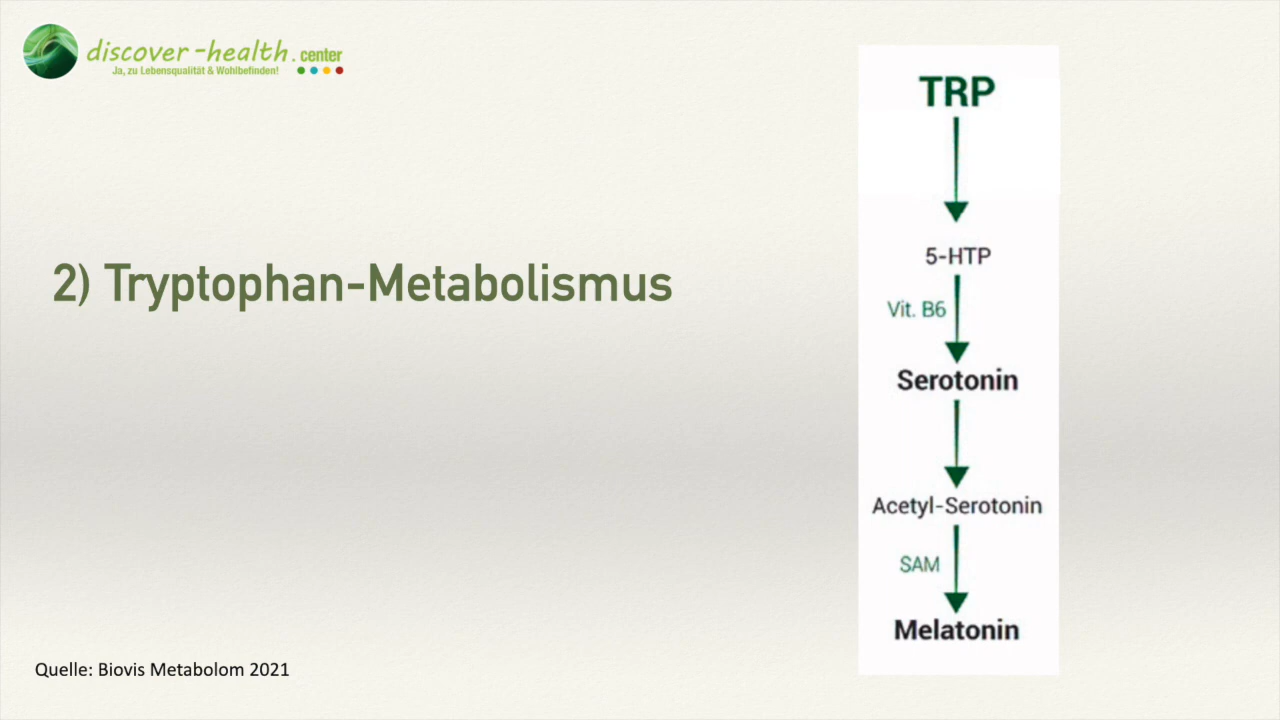 discover-health.center
Ja, zu Lebensqualität & Wohlbefinden!
2) Tryptophan-Metabolismus
TRP
5-HTP
Vit. B6
Serotonin
Acetyl-Serotonin
SAM
Melatonin
Quelle: Biovis Metabolom 2021